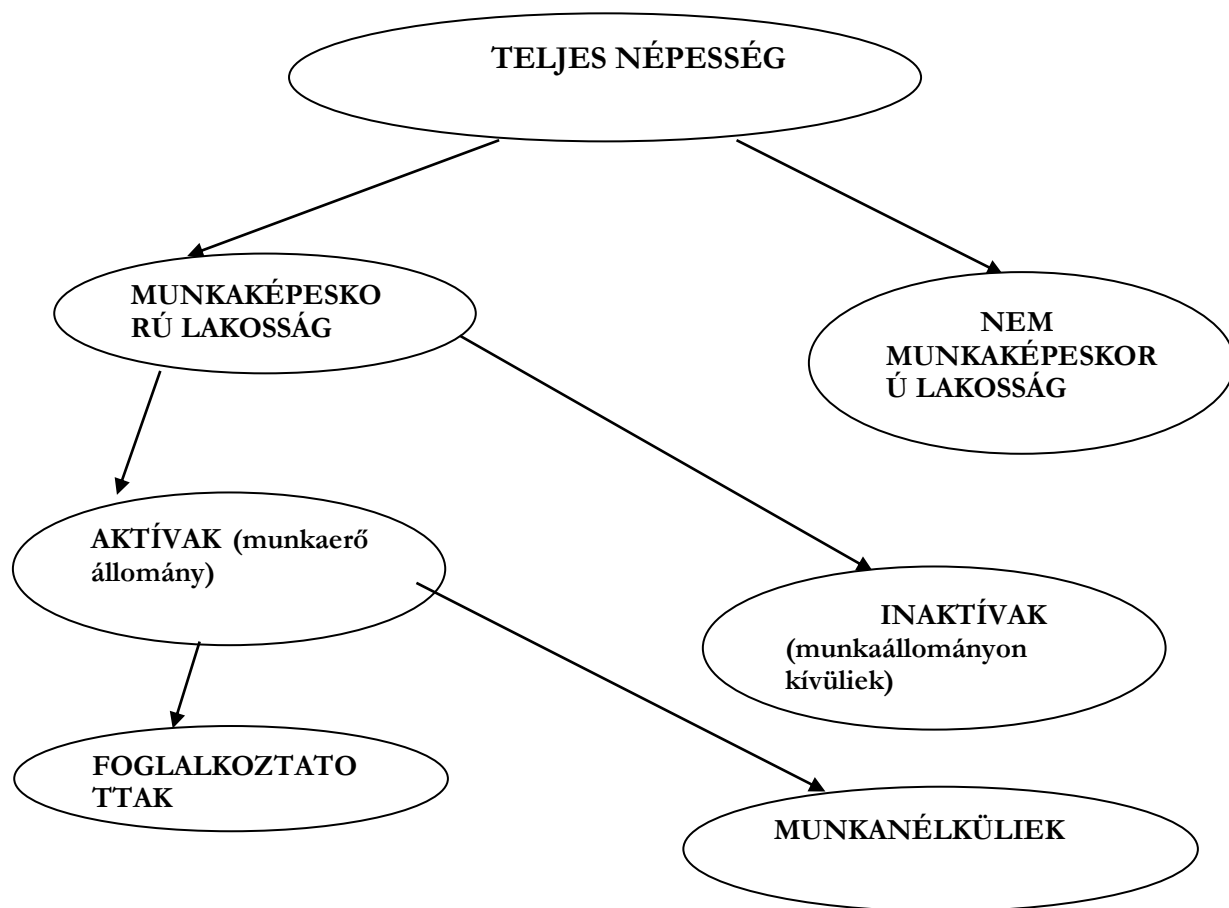 TELJES NÉPESSÉG
MUNKAKÉPESKO
RÚ LAKOSSÁG
NEM
MUNKAKÉPESKOR
Ú LAKOSSÁG
AKTÍVAK (munkaerő
állomány)
INAKTÍVAK
(munkaállományon
kívüliek)
FOGLALKOZTATO
TTAK
MUNKANÉLKÜLIEK